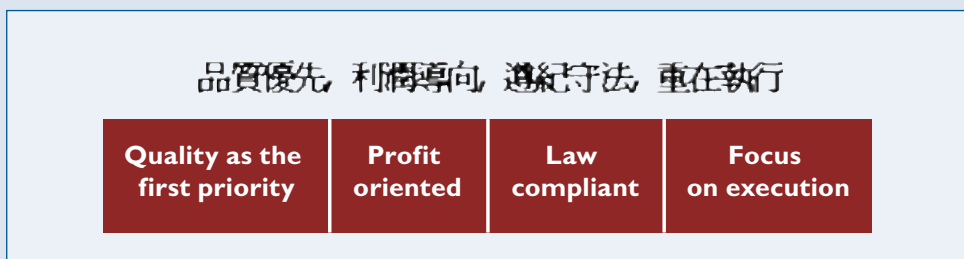 品質優先, 利潤導向, 遵紀守法, 重在執行
Quality as the first priority
Profit oriented
Law compliant
Focus on execution